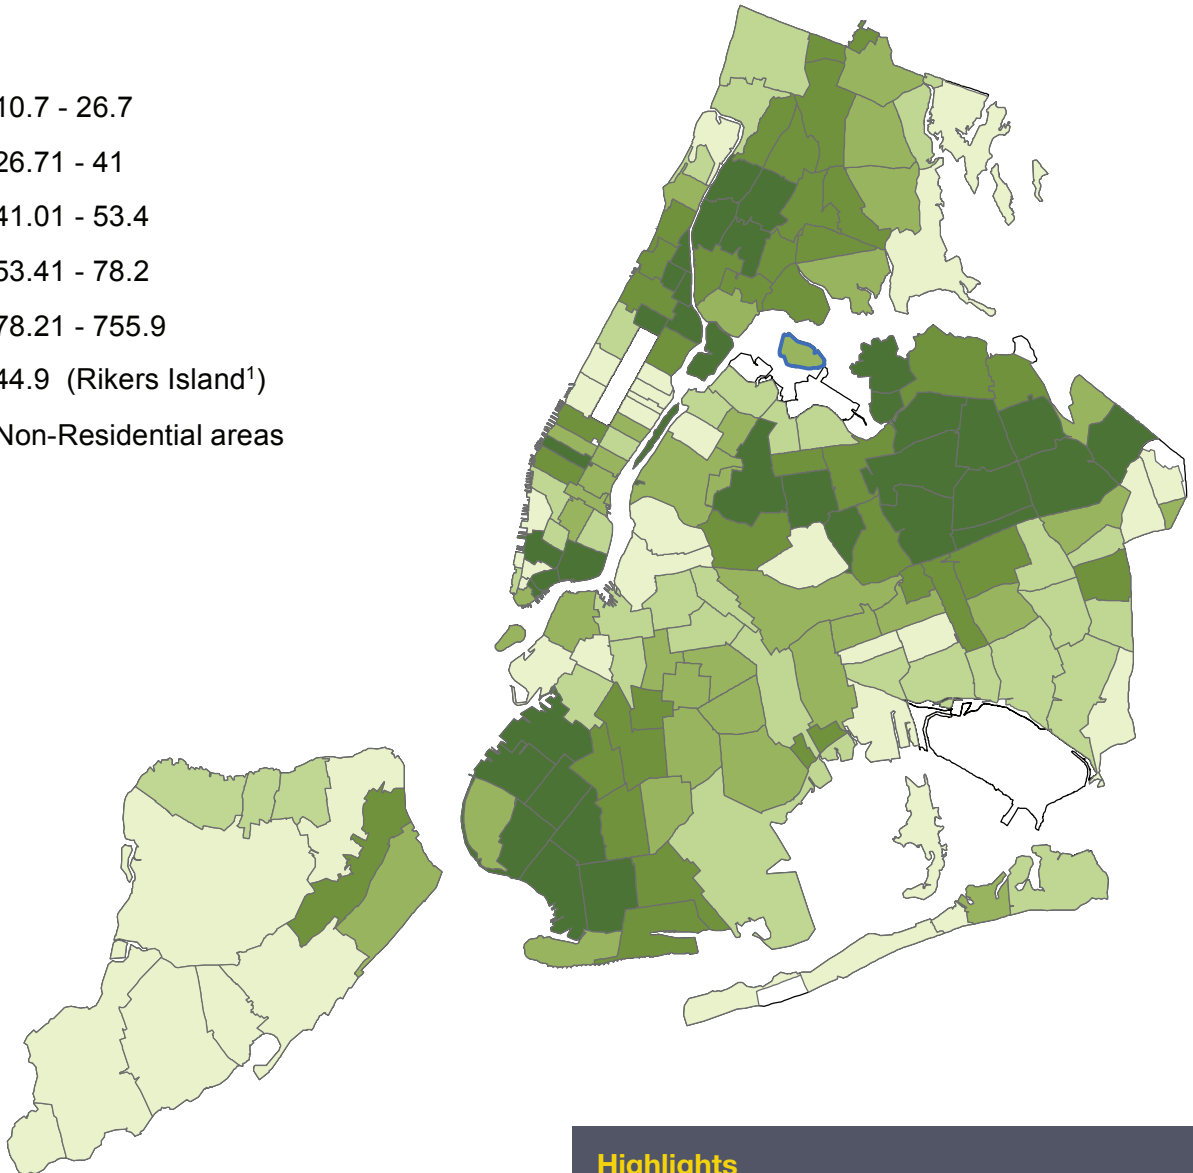 10.7 - 26.7
26.71 - 41
41.01 - 53.4
53.41 - 78.2
78.21 - 755.9
44.9 (Rikers Island¹)
Non-Residential areas
Highlights